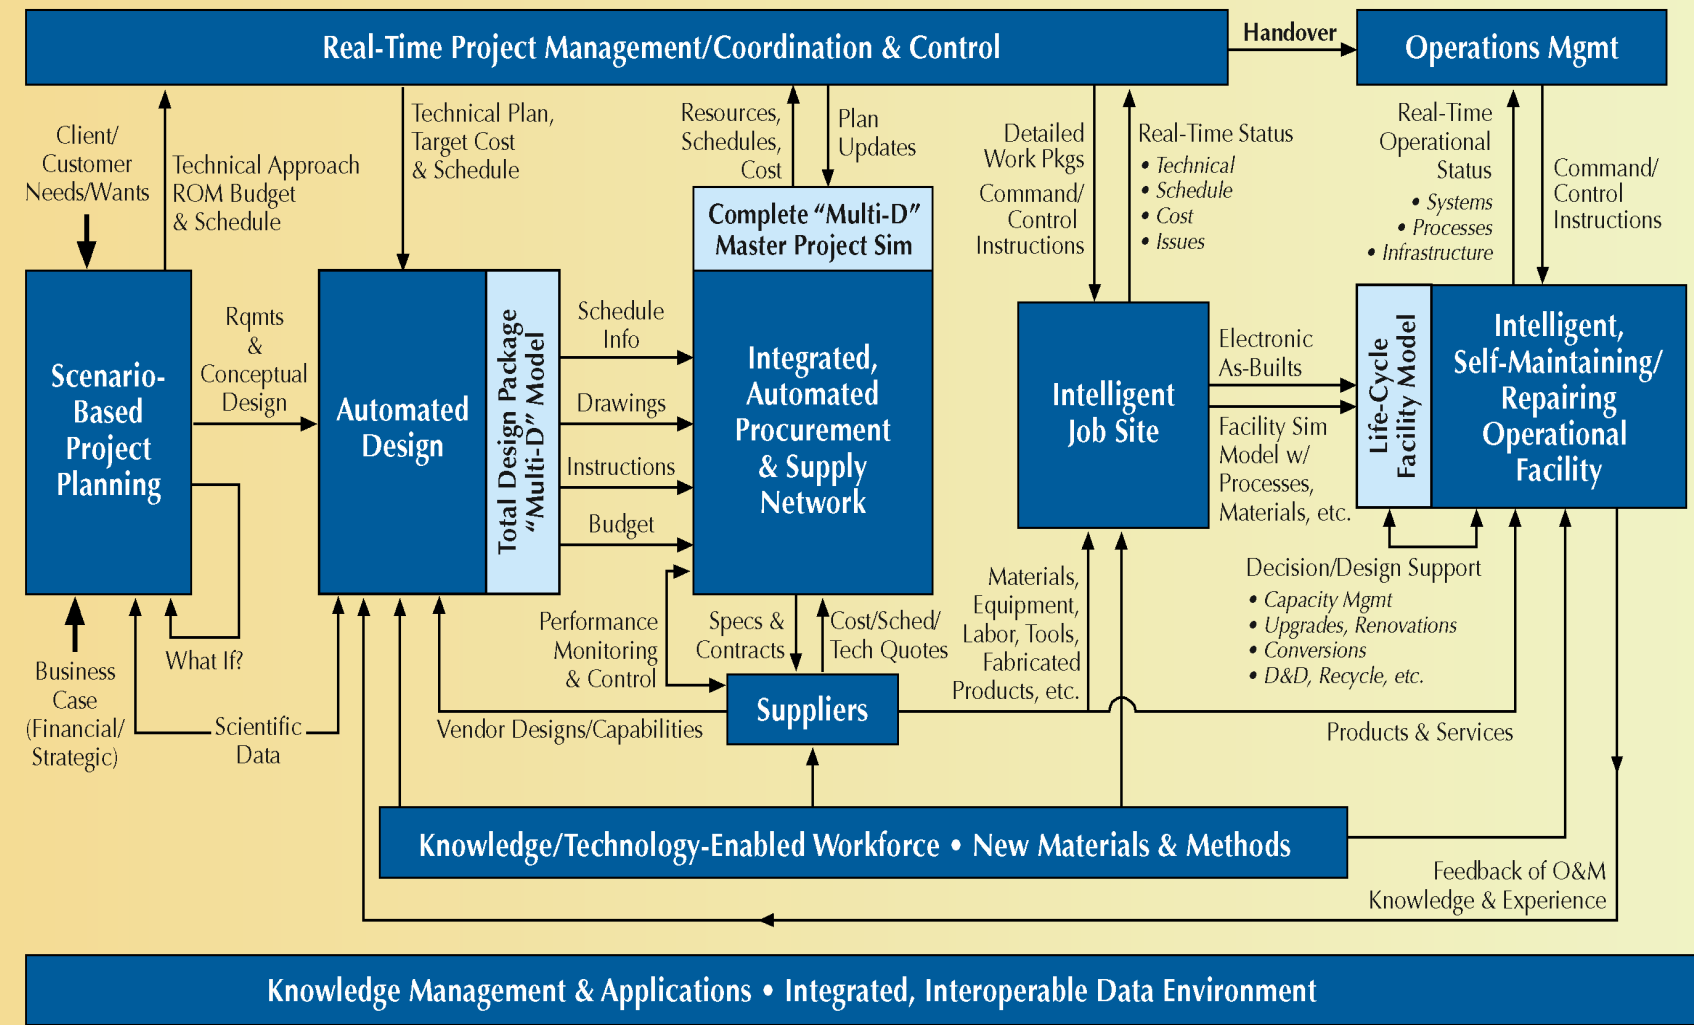 Real-Time Project Management/Coordination & Control
Handover
Operations Mgmt
Client/
Customer
Needs/Wants
Technical Approach
ROM Budget
& Schedule
Technical Plan,
Target Cost
& Schedule
Resources,
Schedules,
Cost
Plan
Updates
Detailed
Work Pkgs
Command/
Control
Instructions
Real-Time Status
• Technical
• Schedule
• Cost
• Issues
Real-Time
Operational
Status
• Systems
• Processes
• Infrastructure
Command/
Control
Instructions
Scenario-
Based
Project
Planning
Rqmts
&
Conceptual
Design
Automated
Design
Total Design Package
“Multi-D” Model
Schedule
Info
Drawings
Instructions
Budget
Complete “Multi-D”
Master Project Sim
Integrated,
Automated
Procurement
& Supply
Network
Intelligent
Job Site
Electronic
As-Builts
Facility Sim
Model w/
Processes,
Materials, etc.
Life-Cycle
Facility Model
Intelligent,
Self-Maintaining/
Repairing
Operational
Facility
What If?
Business
Case
(Financial/
Strategic)
Scientific
Data
Performance
Monitoring
& Control
Specs &
Contracts
Cost/Sched/
Tech Quotes
Materials,
Equipment,
Labor, Tools,
Fabricated
Products, etc.
Decision/Design Support
• Capacity Mgmt
• Upgrades, Renovations
• Conversions
• D&D, Recycle, etc.
Suppliers
Vendor Designs/Capabilities
Products & Services
Knowledge/Technology-Enabled Workforce • New Materials & Methods
Feedback of O&M
Knowledge & Experience
Knowledge Management & Applications • Integrated, Interoperable Data Environment